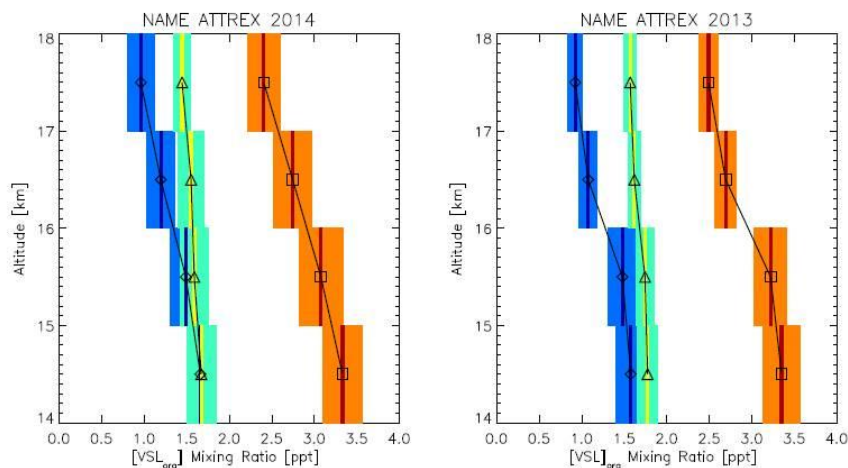 NAME ATTREX 2014
18
17
16
15
14
Altitude [km]
0.0 0.5 1.0 1.5 2.0 2.5 3.0 3.5 4.0
[VSL_org] Mixing Ratio [ppt]
NAME ATTREX 2013
18
17
16
15
14
Altitude [km]
0.0 0.5 1.0 1.5 2.0 2.5 3.0 3.5 4.0
[VSL]_org Mixing Ratio [ppt]